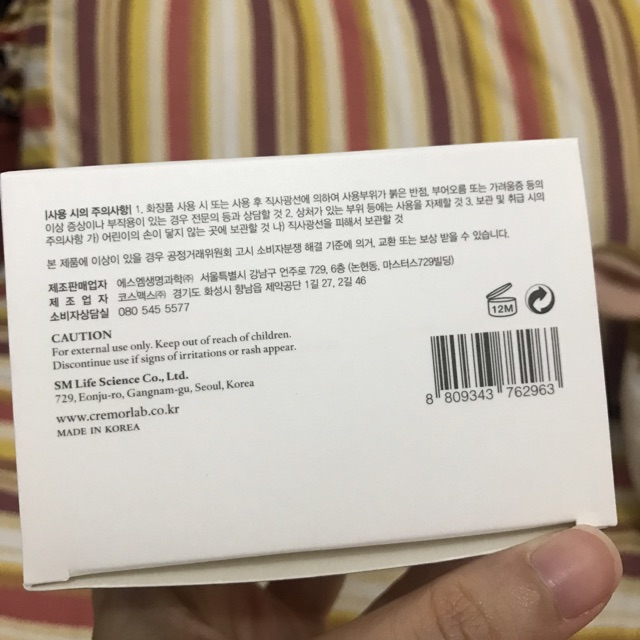 |사용 시의 주의사항| 1. 화장품 사용 시 또는 사용 후 직사광선에 의하여 사용부위가 붉은 반점, 부어오름 또는 가려움증 등의
이상 증상이나 부작용이 있는 경우 전문의 등과 상담할 것 2. 상처가 있는 부위 등에는 사용을 자제할 것 3. 보관 및 취급 시의
주의사항 가) 어린이의 손이 닿지 않는 곳에 보관할 것 나) 직사광선을 피해서 보관할 것
본 제품에 이상이 있을 경우 공정거래위원회 고시 소비자분쟁 해결 기준에 의거, 교환 또는 보상 받을 수 있습니다.
제조판매업자 에스엠생명과학㈜ 서울특별시 강남구 언주로 729, 6층 (논현동, 마스터스729빌딩)
제 조 업 자 코스맥스㈜ 경기도 화성시 향남읍 제약공단 1길 27, 2길 46
소비자상담실 080 545 5577
12M
CAUTION
For external use only. Keep out of reach of children.
Discontinue use if signs of irritations or rash appear.
SM Life Science Co., Ltd.
729, Eonju-ro, Gangnam-gu, Seoul, Korea
www.cremorlab.co.kr
MADE IN KOREA
8 809343 762963